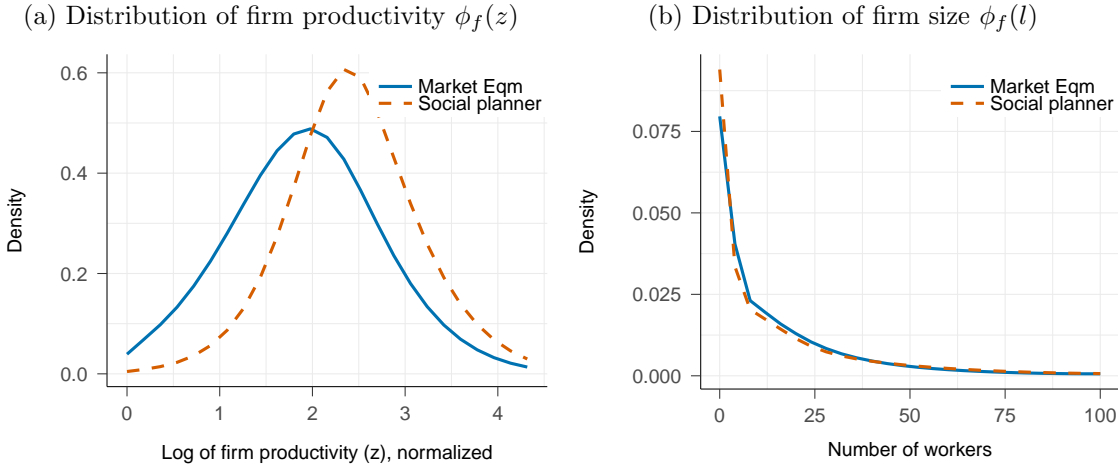 (a) Distribution of firm productivity ϕ_f(z)
Market Eqm
Social planner
Density
0.6
0.4
0.2
0.0
0 1 2 3 4
Log of firm productivity (z), normalized
(b) Distribution of firm size ϕ_f(l)
Market Eqm
Social planner
Density
0.075
0.050
0.025
0.000
0 25 50 75 100
Number of workers